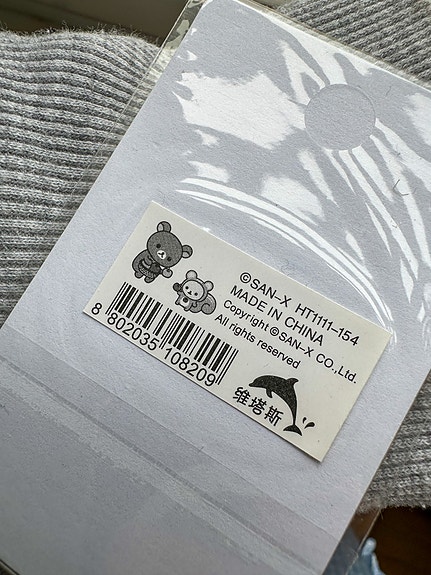 ©SAN-X HT1111-154
MADE IN CHINA
Copyright ©SAN-X CO.,Ltd.
All rights reserved
8 802035 108209
维塔斯